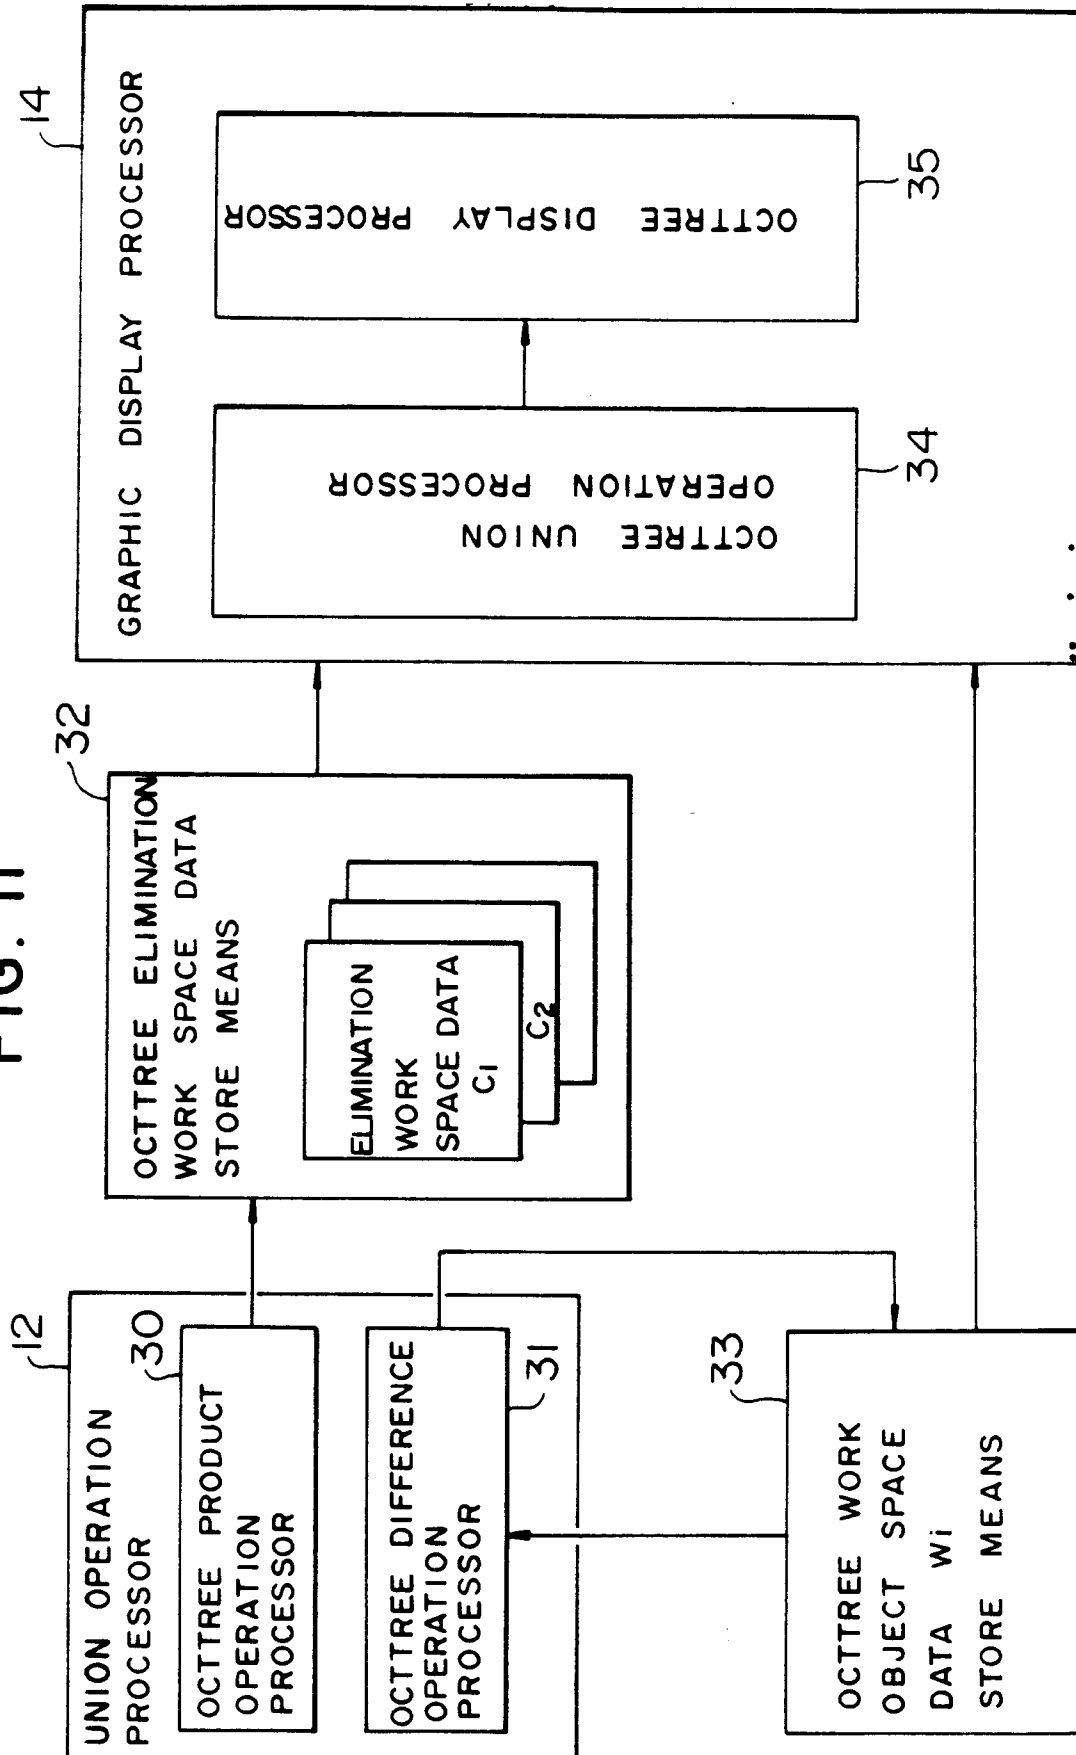 FIG. 11
UNION OPERATION
PROCESSOR
12
OCTTREE PRODUCT
OPERATION
PROCESSOR
30
OCTTREE DIFFERENCE
OPERATION
PROCESSOR
31
OCTTREE ELIMINATION
WORK SPACE DATA
STORE MEANS
32
ELIMINATION
WORK
SPACE DATA
C1
C2
OCTTREE WORK
OBJECT SPACE
DATA Wi
STORE MEANS
33
GRAPHIC DISPLAY PROCESSOR
14
OCTTREE UNION
OPERATION PROCESSOR
34
OCTTREE DISPLAY PROCESSOR
35